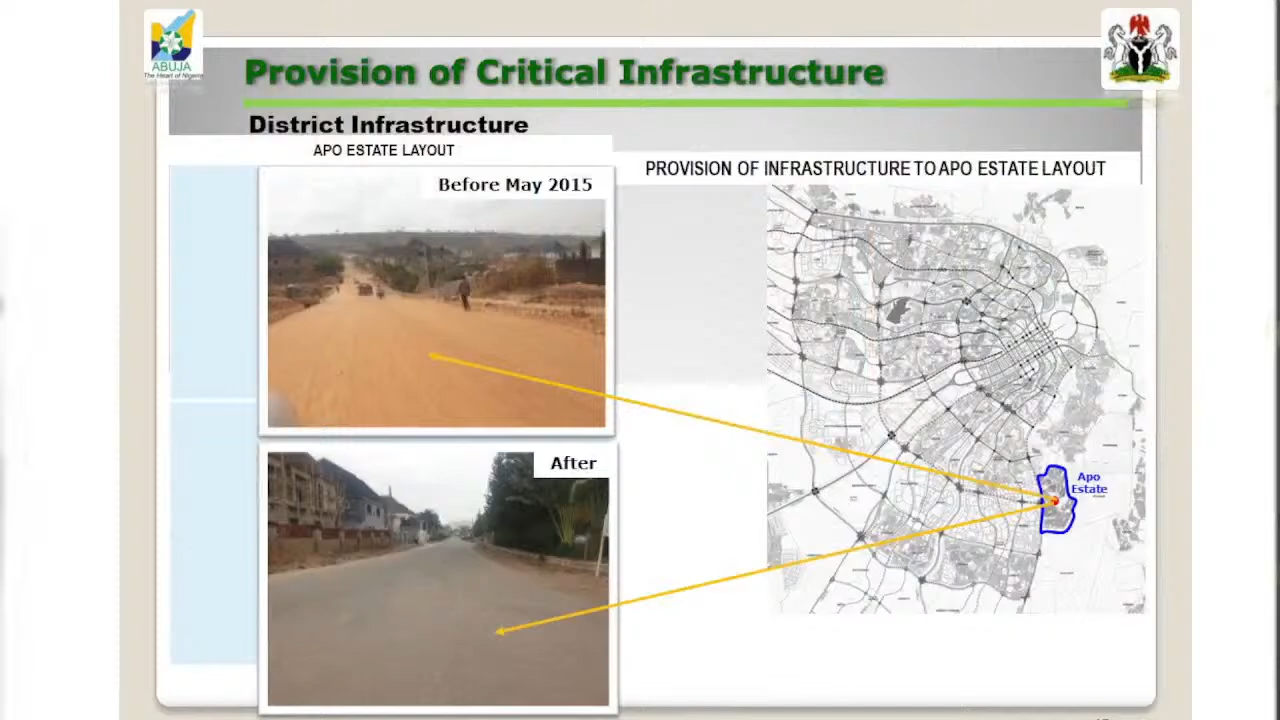 ABUJA
The Heart of Nigeria
Provision of Critical Infrastructure
District Infrastructure
APO ESTATE LAYOUT
PROVISION OF INFRASTRUCTURE TO APO ESTATE LAYOUT
Before May 2015
After
Apo
Estate